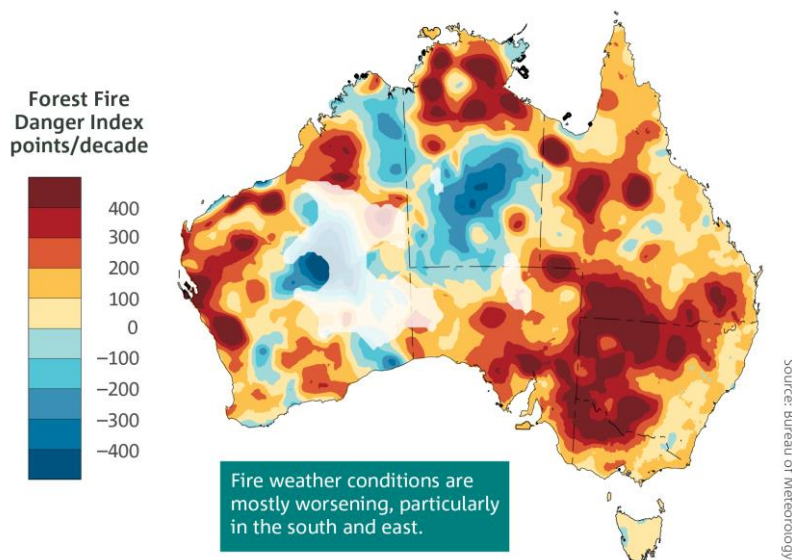 Forest Fire
Danger Index
points/decade
400
300
200
100
0
−100
−200
−300
−400
Fire weather conditions are
mostly worsening, particularly
in the south and east.
Source: Bureau of Meteorology